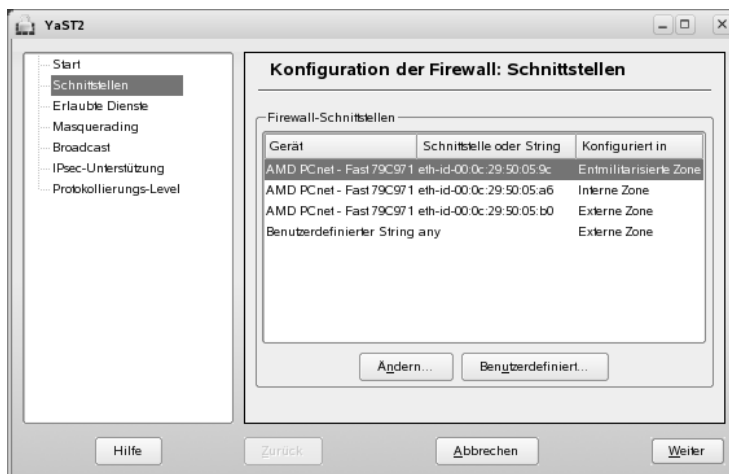 YaST2
Start
Schnittstellen
Erlaubte Dienste
Masquerading
Broadcast
IPsec-Unterstützung
Protokollierungs-Level
Konfiguration der Firewall: Schnittstellen
Firewall-Schnittstellen
Gerät Schnittstelle oder String Konfiguriert in
AMD PCnet - Fast 79C971 eth-id-00:0c:29:50:05:9c Entmilitarisierte Zone
AMD PCnet - Fast 79C971 eth-id-00:0c:29:50:05:a6 Interne Zone
AMD PCnet - Fast 79C971 eth-id-00:0c:29:50:05:b0 Externe Zone
Benutzerdefinierter String any Externe Zone
Ändern... Benutzerdefiniert...
Hilfe Zurück Abbrechen Weiter